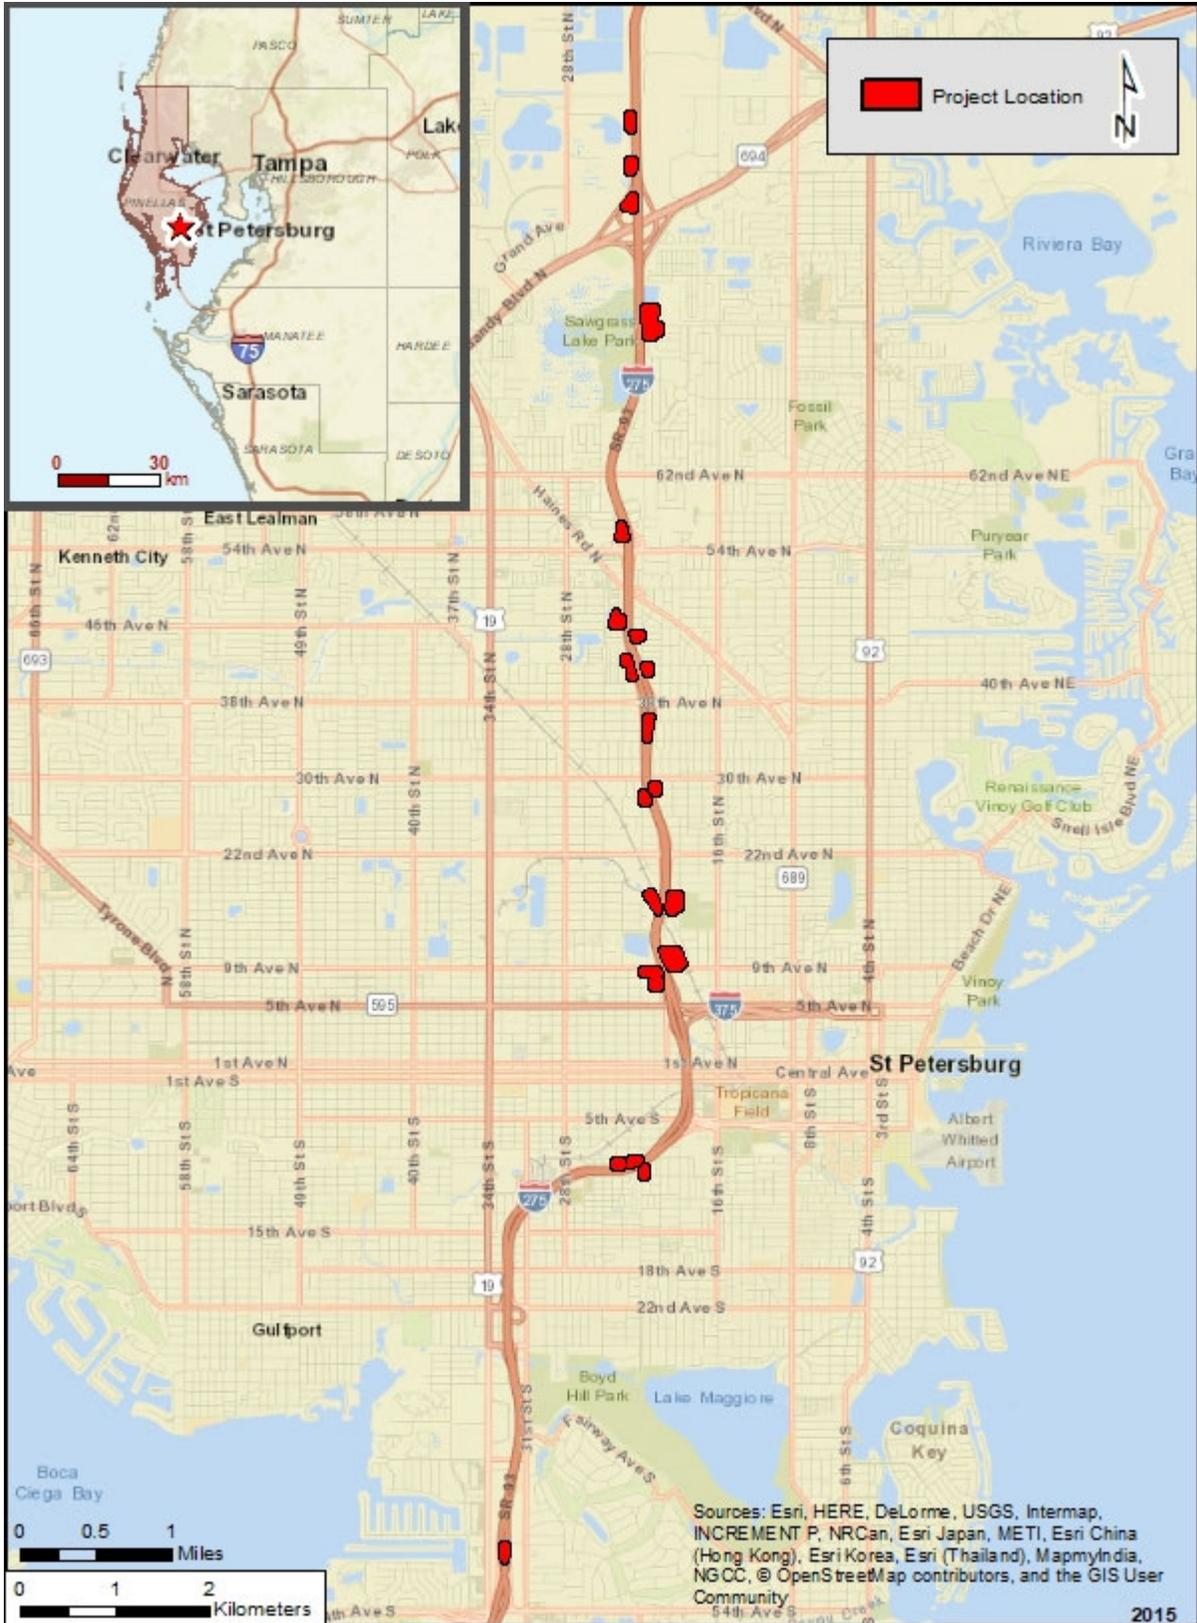 SUMTER
LAKE
PASCO
Lake
POLK
Clearwater
Tampa
HILLSBOROUGH
PINELLAS
St Petersburg
75
MANATEE
HARDEE
Sarasota
SARASOTA
DESOTO
0 30
km
28th St N
92
Project Location
N
694
Grand Ave
Riviera Bay
Sawgrass
Lake Park
275
SR-93
Fossil
Park
62nd Ave N
62nd Ave NE
Haines Rd N
East Lealman
Kenneth City
58th St N
54th Ave N
54th Ave N
Puryear
Park
66th St N
49th St N
37th St N
28th St N
46th Ave N
19
693
92
34th St N
38th Ave N
38th Ave N
40th Ave NE
30th Ave N
30th Ave N
40th St N
16th St N
Renaissance
Vinoy Golf Club
Snell Isle Blvd NE
22nd Ave N
22nd Ave N
689
Tyrone Blvd N
58th St N
4th St N
Beach Dr NE
9th Ave N
9th Ave N
Vinoy
Park
5th Ave N
595
375
5th Ave N
1st Ave N
1st Ave N
Central Ave
St Petersburg
Ave
1st Ave S
Tropicana
Field
64th St S
58th St S
49th St S
40th St S
34th St S
28th St S
5th Ave S
16th St S
8th St S
3rd St S
Albert
Whitted
Airport
275
15th Ave S
4th St S
18th Ave S
92
19
22nd Ave S
Gulfport
Boyd
Hill Park
Lake Maggiore
31st St S
Fairway Ave S
6th St S
Coquina
Key
SR 93
Boca
Ciega Bay
0 0.5 1
Miles
0 1 2
Kilometers
Sources: Esri, HERE, DeLorme, USGS, Intermap,
INCREMENT P, NRCan, Esri Japan, METI, Esri China
(Hong Kong), Esri Korea, Esri (Thailand), MapmyIndia,
NGCC, © OpenStreetMap contributors, and the GIS User
Community
54th Ave S
2015